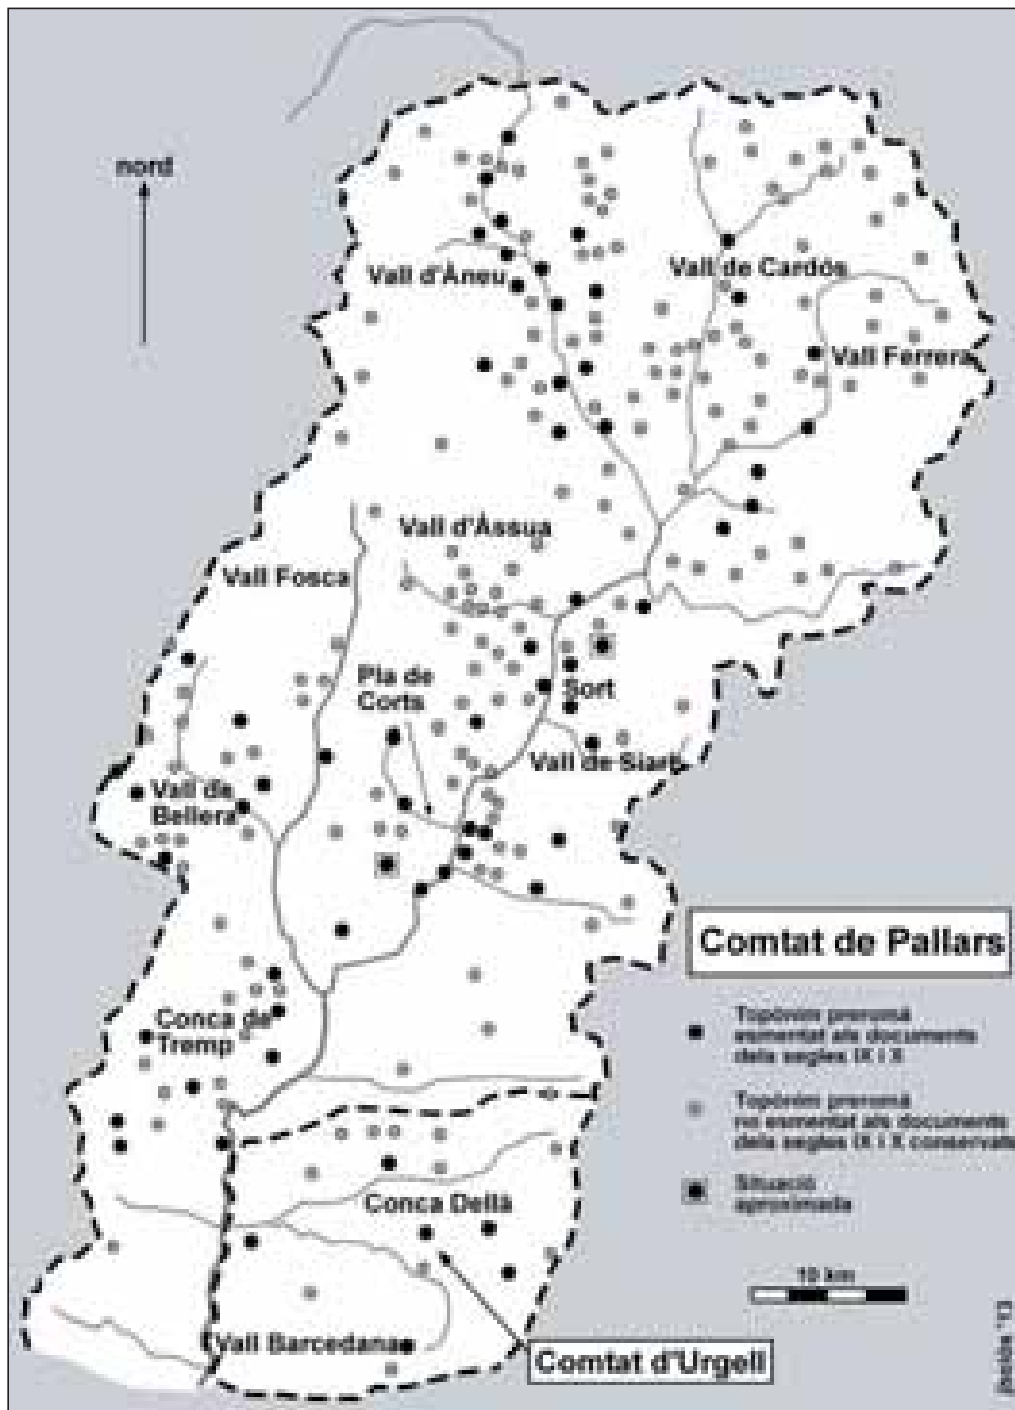 nord
Vall d'Àneu
Vall de Cardós
Vall Ferrera
Vall d'Àssua
Vall Fosca
Pla de
Corts
Sort
Vall de Siarb
Vall de
Bellera
Comtat de Pallars
Conca de
Tremp
Topònim preromà
esmentat als documents
dels segles IX i X
Topònim preromà
no esmentat als documents
dels segles IX i X conservats
Situació
aproximada
Conca Dellà
10 km
Vall Barcedana
Comtat d'Urgell